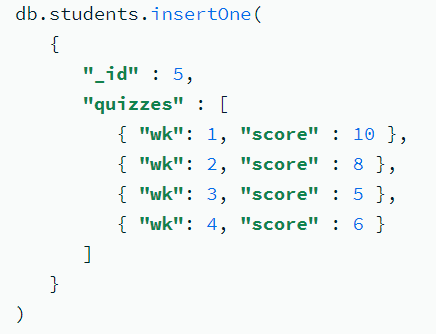 db.students.insertOne(
   {
      "_id" : 5,
      "quizzes" : [
         { "wk": 1, "score" : 10 },
         { "wk": 2, "score" : 8 },
         { "wk": 3, "score" : 5 },
         { "wk": 4, "score" : 6 }
      ]
   }
)